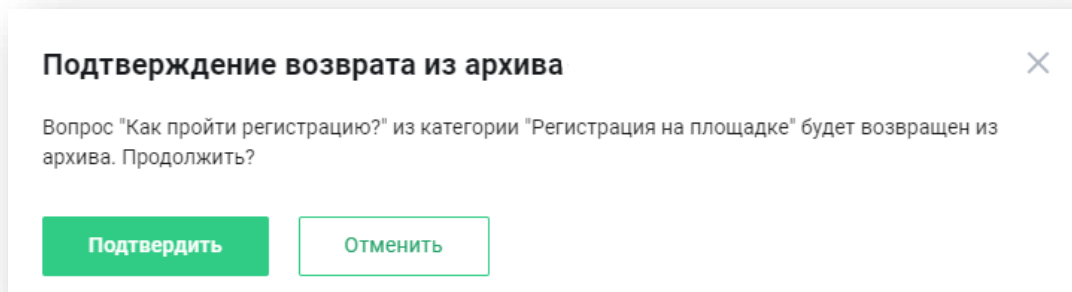 Подтверждение возврата из архива
Вопрос "Как пройти регистрацию?" из категории "Регистрация на площадке" будет возвращен из
архива. Продолжить?
Подтвердить
Отменить